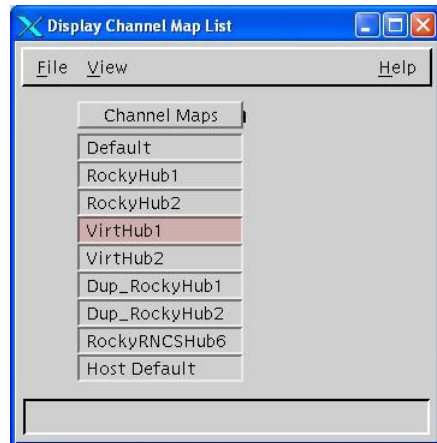 Display Channel Map List
File View Help
Channel Maps
Default
RockyHub1
RockyHub2
VirtHub1
VirtHub2
Dup_RockyHub1
Dup_RockyHub2
RockyRNCSHub6
Host Default